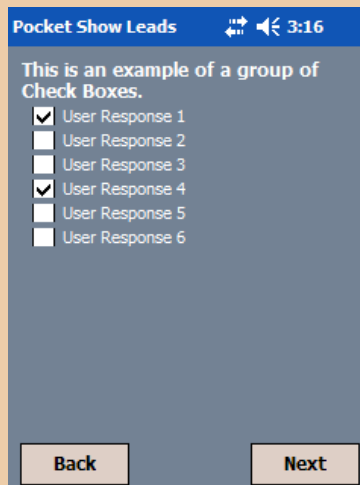 Pocket Show Leads 3:16
This is an example of a group of
Check Boxes.
User Response 1
User Response 2
User Response 3
User Response 4
User Response 5
User Response 6
Back Next